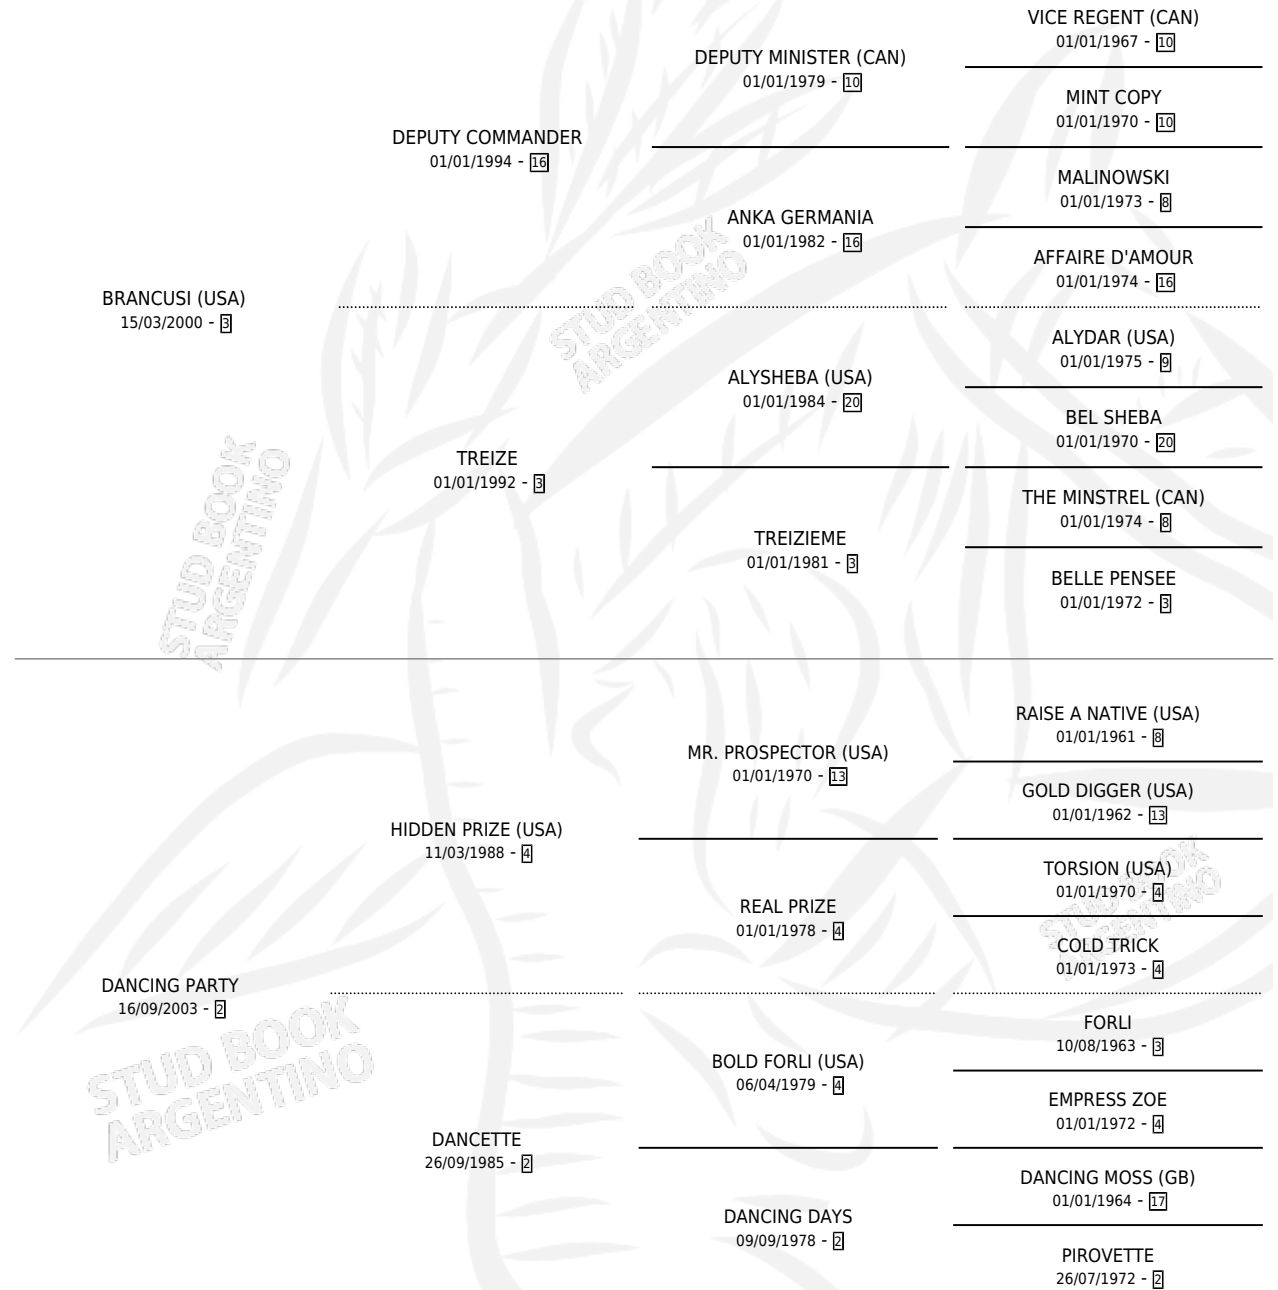 VICE REGENT (CAN)
01/01/1967 - 10
DEPUTY MINISTER (CAN)
01/01/1979 - 10
MINT COPY
01/01/1970 - 10
DEPUTY COMMANDER
01/01/1994 - 16
MALINOWSKI
01/01/1973 - 8
ANKA GERMANIA
01/01/1982 - 16
AFFAIRE D'AMOUR
01/01/1974 - 16
BRANCUSI (USA)
15/03/2000 - 3
ALYDAR (USA)
01/01/1975 - 9
ALYSHEBA (USA)
01/01/1984 - 20
BEL SHEBA
01/01/1970 - 20
TREIZE
01/01/1992 - 3
THE MINSTREL (CAN)
01/01/1974 - 8
TREIZIEME
01/01/1981 - 3
BELLE PENSEE
01/01/1972 - 3
STUD BOOK
ARGENTINO
STUD BOOK
ARGENTINO
RAISE A NATIVE (USA)
01/01/1961 - 8
MR. PROSPECTOR (USA)
01/01/1970 - 13
GOLD DIGGER (USA)
01/01/1962 - 13
HIDDEN PRIZE (USA)
11/03/1988 - 4
TORSION (USA)
01/01/1970 - 4
REAL PRIZE
01/01/1978 - 4
COLD TRICK
01/01/1973 - 4
DANCING PARTY
16/09/2003 - 2
FORLI
10/08/1963 - 3
BOLD FORLI (USA)
06/04/1979 - 4
EMPRESS ZOE
01/01/1972 - 4
DANCETTE
26/09/1985 - 2
DANCING MOSS (GB)
01/01/1964 - 17
DANCING DAYS
09/09/1978 - 2
PIROVETTE
26/07/1972 - 2
STUD BOOK
ARGENTINO
STUD BOOK
ARGENTINO